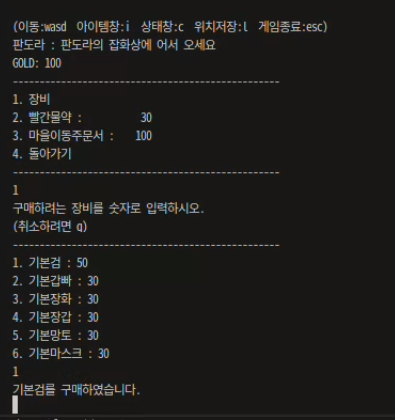 (이동:wasd 아이템창:i 상태창:c 위치저장:l 게임종료:esc)
판도라 : 판도라의 잡화상에 어서 오세요
GOLD: 100
-------------------------------------------------
1. 장비
2. 빨간물약 : 30
3. 마을이동주문서 : 100
4. 돌아가기
-------------------------------------------------
1
구매하려는 장비를 숫자로 입력하시오.
(취소하려면 q)
-------------------------------------------------
1. 기본검 : 50
2. 기본갑빠 : 30
3. 기본장화 : 30
4. 기본장갑 : 30
5. 기본망토 : 30
6. 기본마스크 : 30
1
기본검를 구매하였습니다.